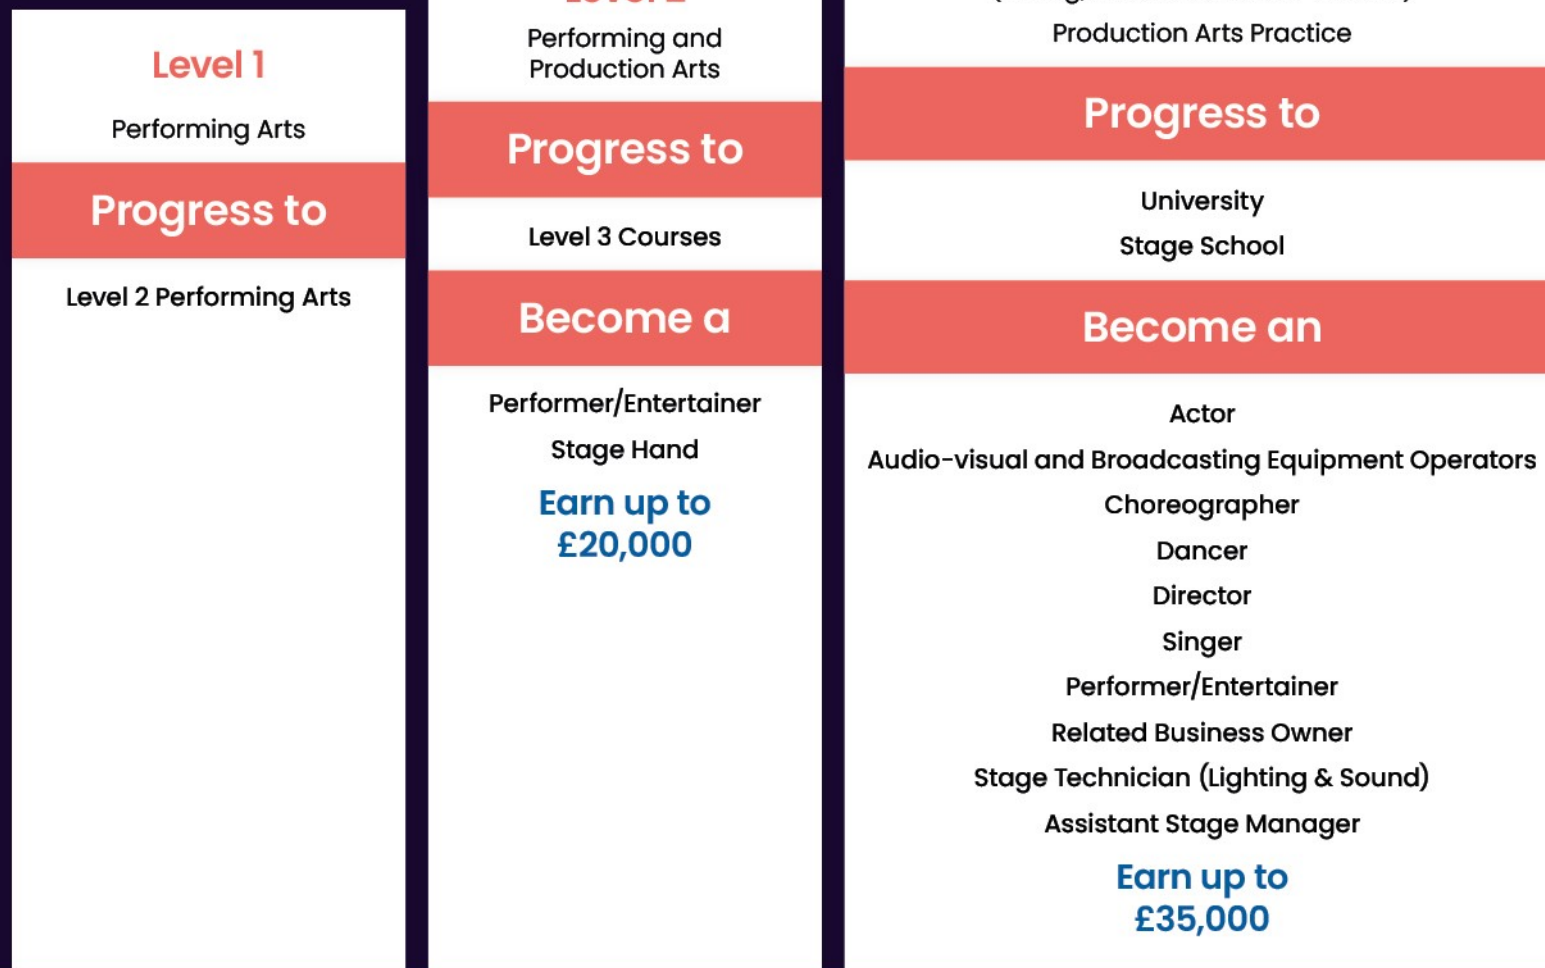 Level 1
Performing Arts
Progress to
Level 2 Performing Arts
Performing and
Production Arts
Progress to
Level 3 Courses
Become a
Performer/Entertainer
Stage Hand
Earn up to
£20,000
Production Arts Practice
Progress to
University
Stage School
Become an
Actor
Audio-visual and Broadcasting Equipment Operators
Choreographer
Dancer
Director
Singer
Performer/Entertainer
Related Business Owner
Stage Technician (Lighting & Sound)
Assistant Stage Manager
Earn up to
£35,000